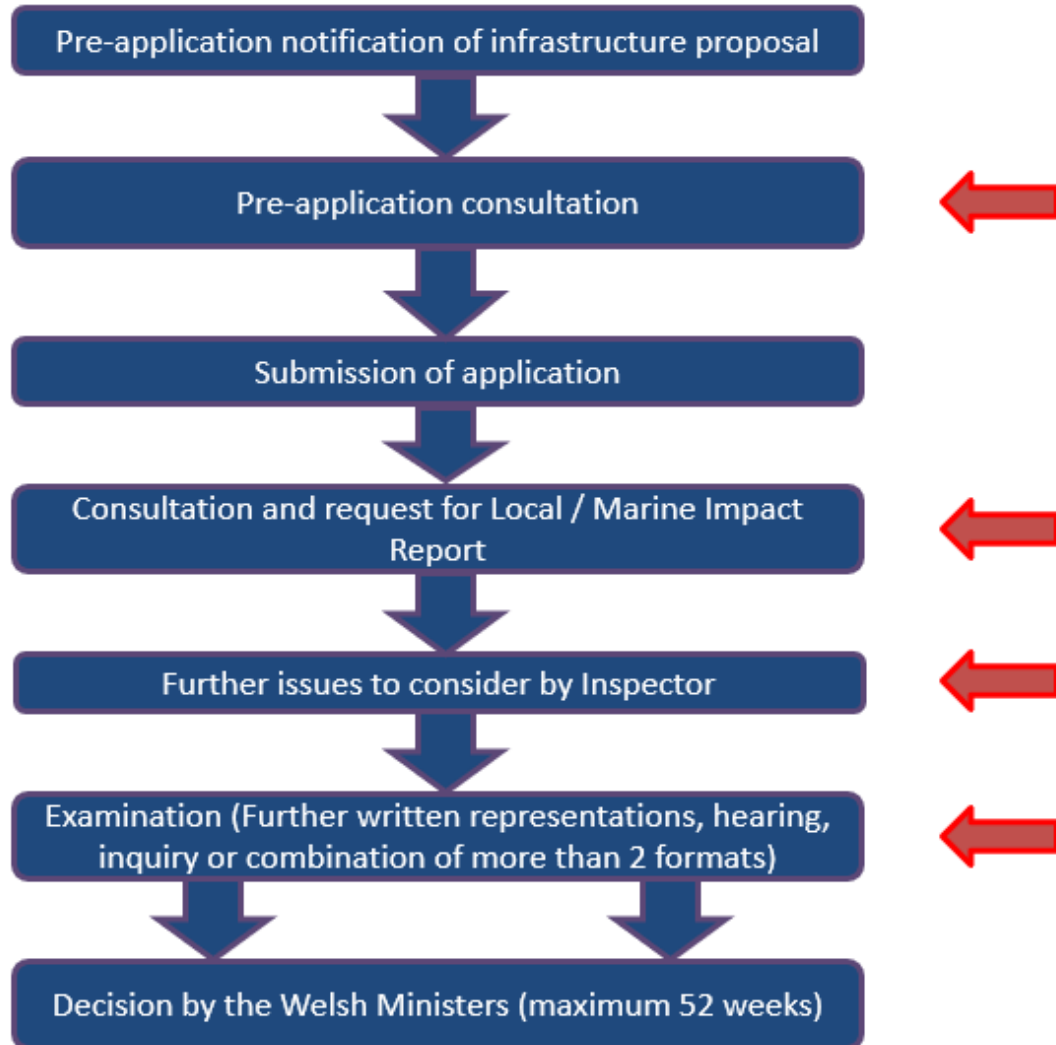 Pre-application notification of infrastructure proposal
Pre-application consultation
Submission of application
Consultation and request for Local / Marine Impact
Report
Further issues to consider by Inspector
Examination (Further written representations, hearing,
inquiry or combination of more than 2 formats)
Decision by the Welsh Ministers (maximum 52 weeks)